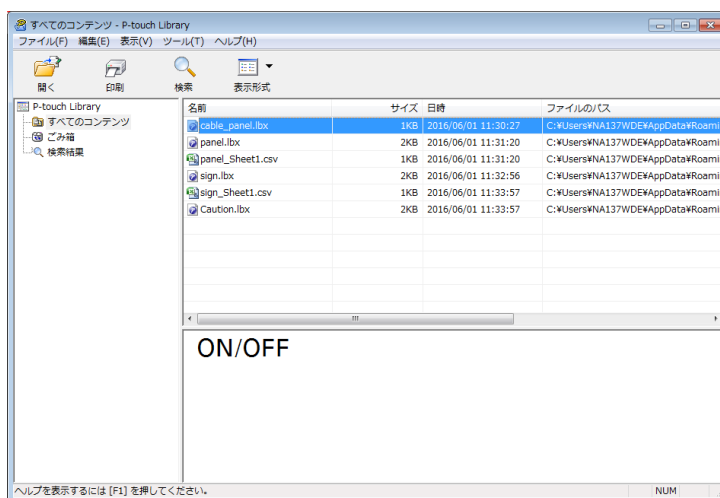 すべてのコンテンツ - P-touch Library
ファイル(F) 編集(E) 表示(V) ツール(T) ヘルプ(H)
開く 印刷 検索 表示形式
P-touch Library
すべてのコンテンツ
ごみ箱
検索結果
名前 サイズ 日時 ファイルのパス
cable_panel.lbx 1KB 2016/06/01 11:30:27 C:¥Users¥NA137WDE¥AppData¥Roami
panel.lbx 2KB 2016/06/01 11:31:20 C:¥Users¥NA137WDE¥AppData¥Roami
panel_Sheet1.csv 1KB 2016/06/01 11:31:20 C:¥Users¥NA137WDE¥AppData¥Roami
sign.lbx 2KB 2016/06/01 11:32:56 C:¥Users¥NA137WDE¥AppData¥Roami
sign_Sheet1.csv 1KB 2016/06/01 11:33:57 C:¥Users¥NA137WDE¥AppData¥Roami
Caution.lbx 2KB 2016/06/01 11:33:57 C:¥Users¥NA137WDE¥AppData¥Roami
ON/OFF
ヘルプを表示するには [F1] を押してください。 NUM